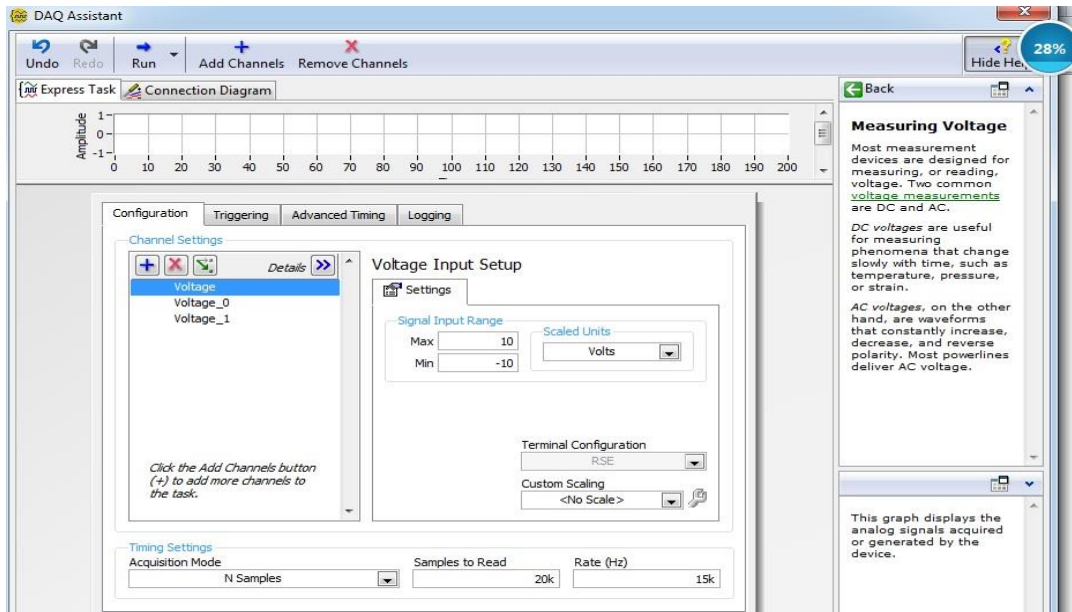 DAQ Assistant
Undo Redo Run Add Channels Remove Channels
28%
Express Task Connection Diagram
Amplitude
1
0
-1
0 10 20 30 40 50 60 70 80 90 100 110 120 130 140 150 160 170 180 190 200
Configuration Triggering Advanced Timing Logging
Channel Settings
Details
Voltage
Voltage_0
Voltage_1
Click the Add Channels button
(+) to add more channels to
the task.
Voltage Input Setup
Settings
Signal Input Range
Max 10
Min -10
Scaled Units
Volts
Terminal Configuration
RSE
Custom Scaling
<No Scale>
Timing Settings
Acquisition Mode Samples to Read Rate (Hz)
N Samples 20k 15k
Hide
Back
Measuring Voltage
Most measurement
devices are designed for
measuring, or reading,
voltage. Two common
voltage measurements
are DC and AC.
DC voltages are useful
for measuring
phenomena that change
slowly with time, such as
temperature, pressure,
or strain.
AC voltages, on the other
hand, are waveforms
that constantly increase,
decrease, and reverse
polarity. Most powerlines
deliver AC voltage.
This graph displays the
analog signals acquired
or generated by the
device.